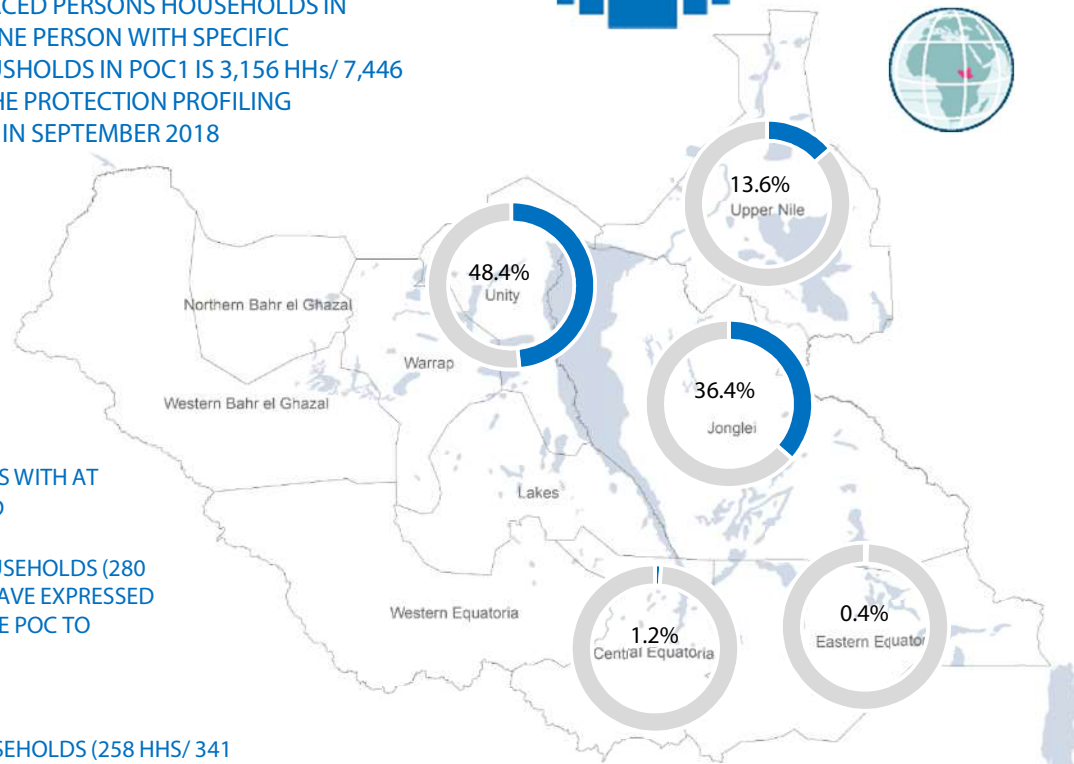 ACED PERSONS HOUSEHOLDS IN
NE PERSON WITH SPECIFIC
USHOLDS IN POC1 IS 3,156 HHs/ 7,446
HE PROTECTION PROFILING
IN SEPTEMBER 2018
13.6%
Upper Nile
48.4%
Unity
Northern Bahr el Ghazal
Warrap
36.4%
Western Bahr el Ghazal
Jonglei
S WITH AT
Lakes
USEHOLDS (280
AVE EXPRESSED
E POC TO
Western Equatoria
0.4%
1.2%
Eastern Equator
Central Equatoria
SEHOLDS (258 HHS/ 341